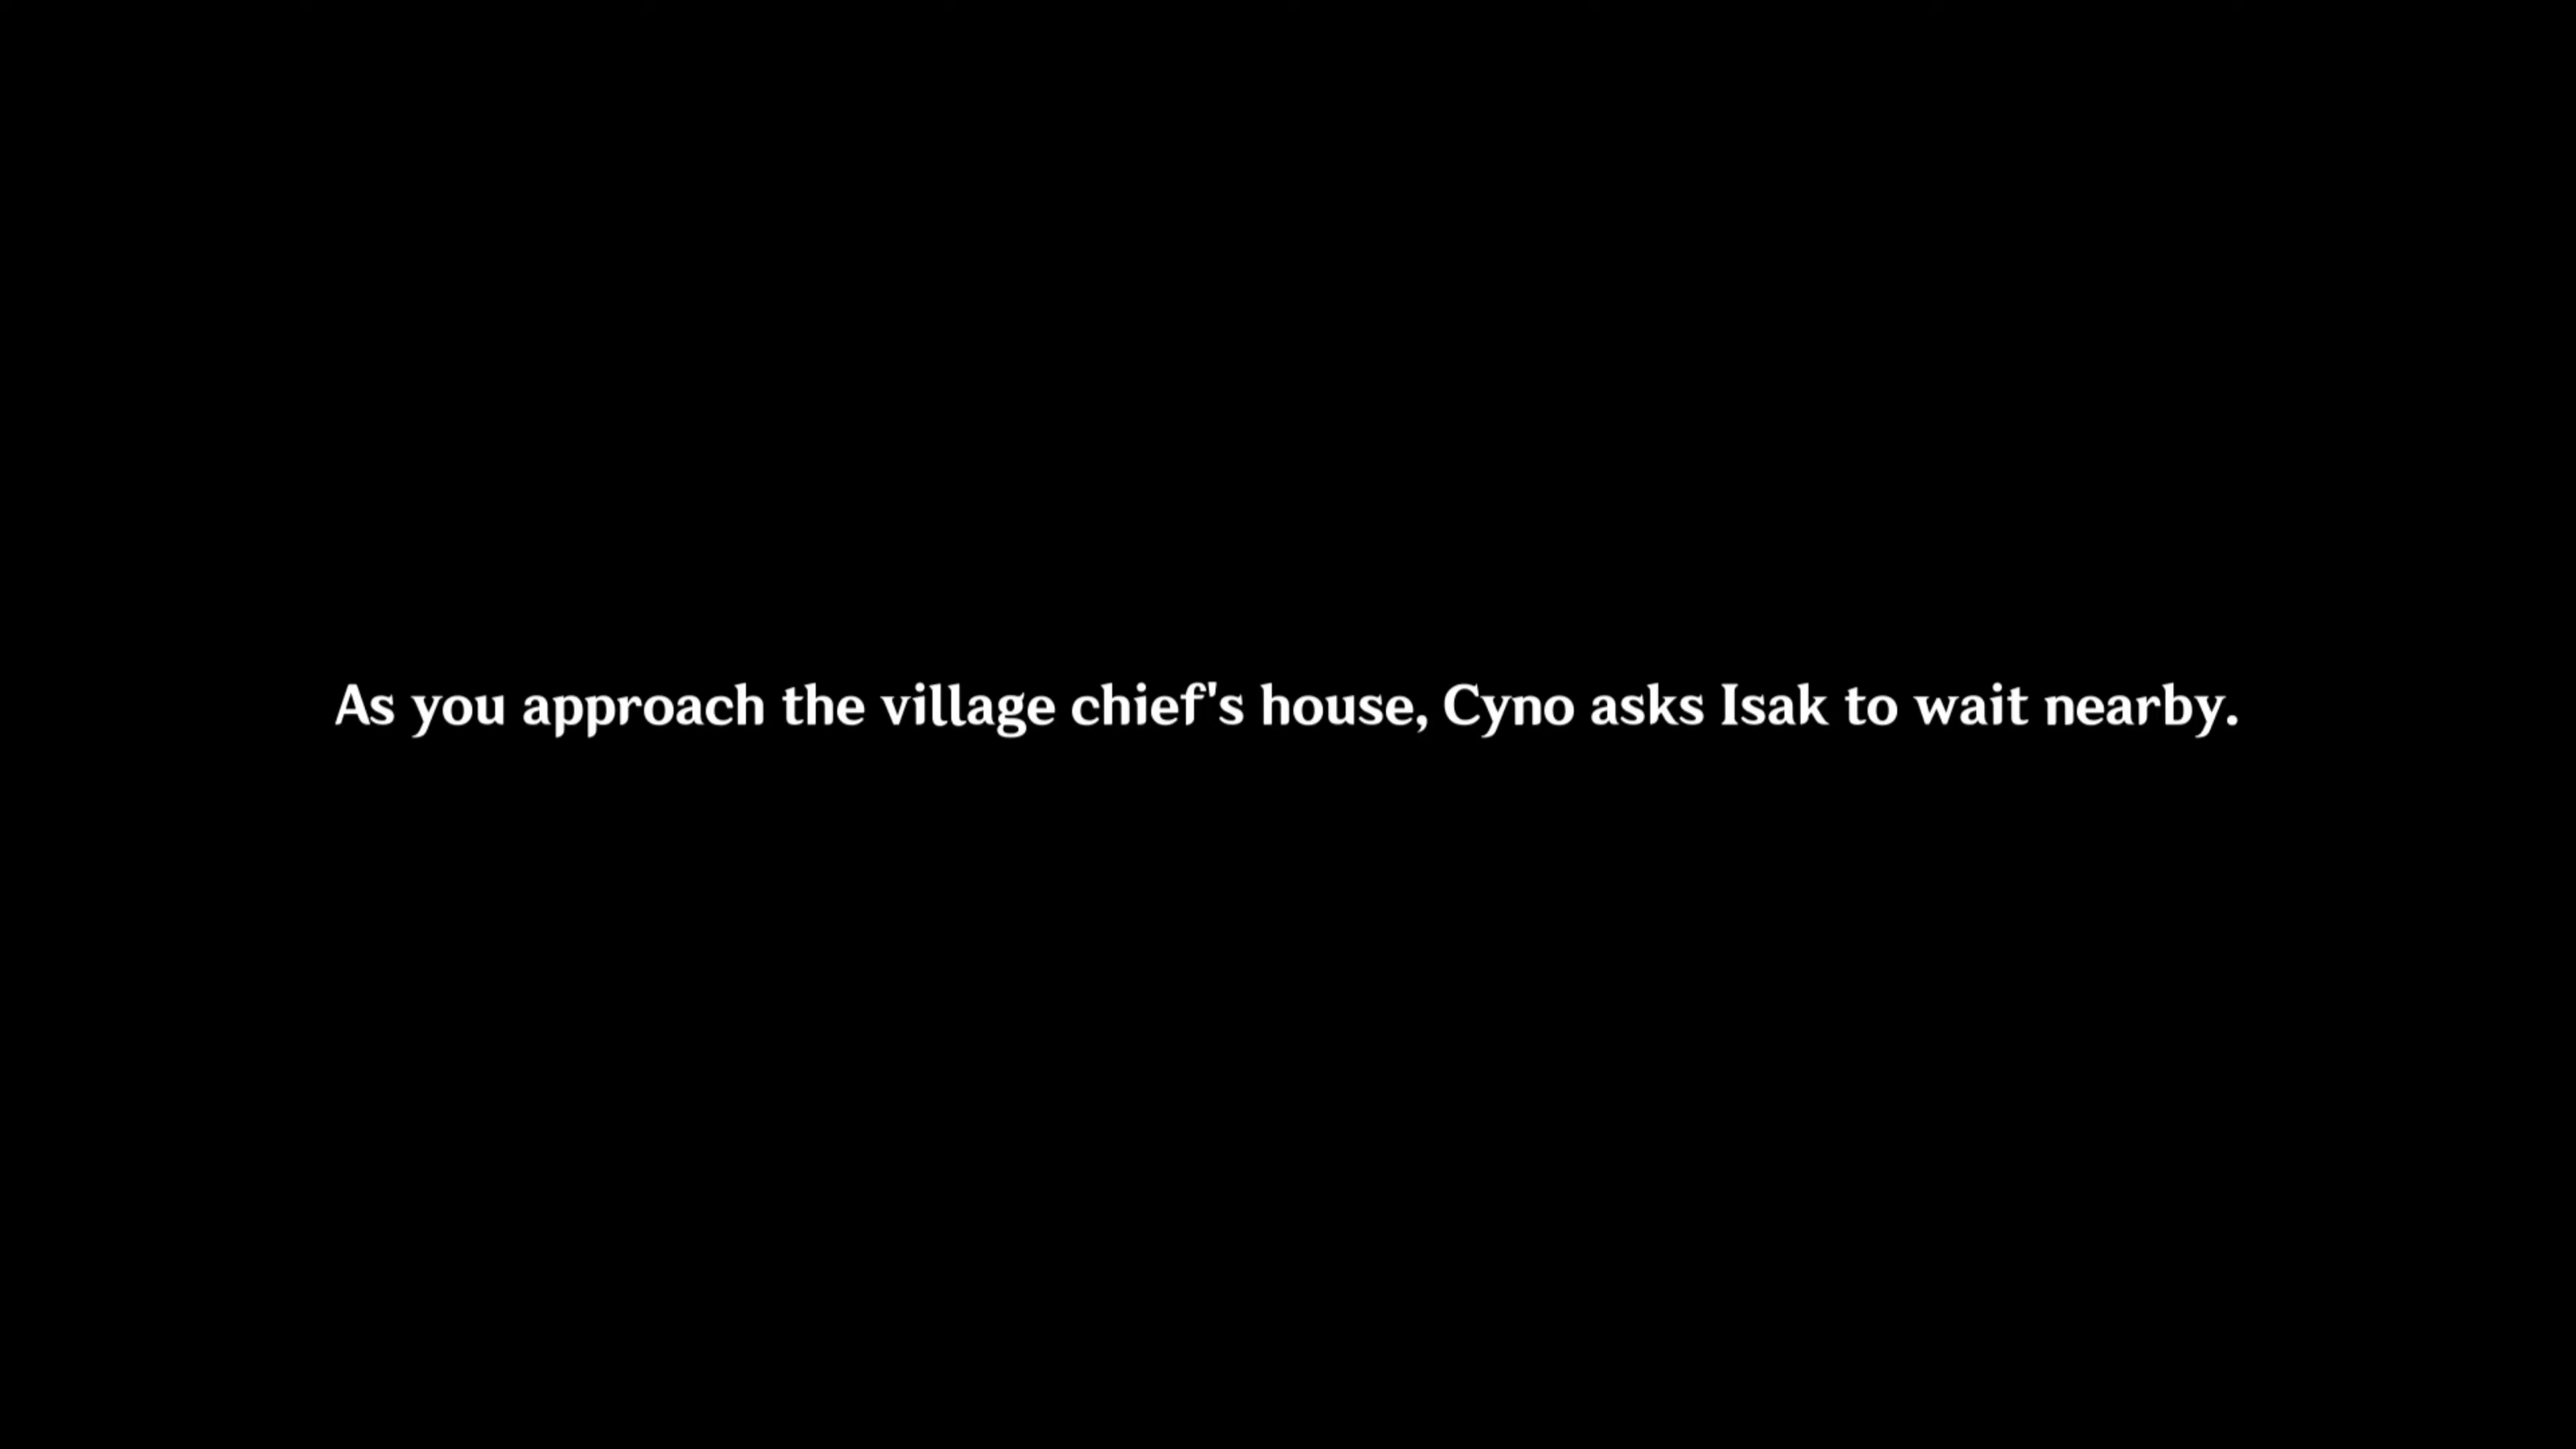 As you approach the village chief's house, Cyno asks Isak to wait nearby.